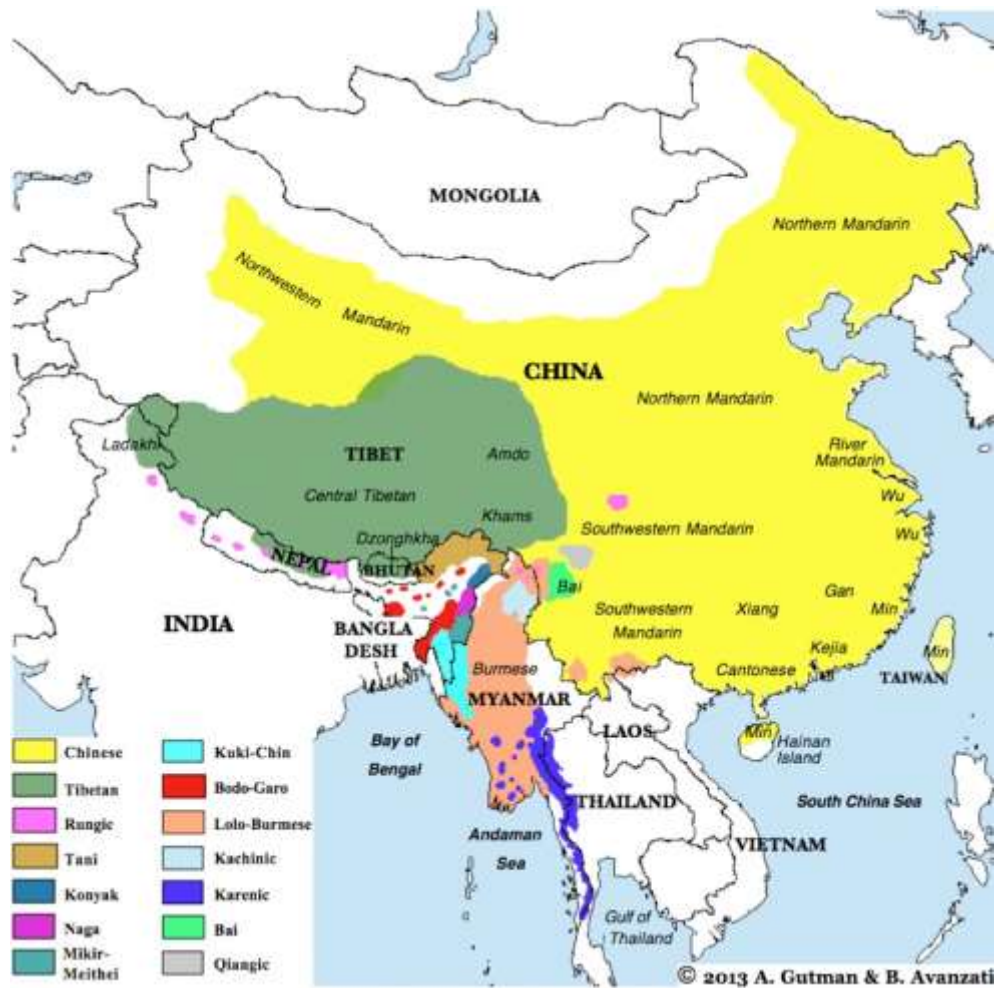 MONGOLIA
Northern Mandarin
Northwestern
Mandarin
CHINA
Northern Mandarin
Ladakhi
TIBET
Amdo
River
Mandarin
Central Tibetan
Wu
Khams
Southwestern Mandarin
Wu
Dzonghkha
NEPAL
BHUTAN
Bai
Gan
INDIA
Southwestern
Mandarin
Xiang
Min
BANGLA
DESH
Kejia
Burmese
Cantonese
Min
TAIWAN
MYANMAR
LAOS
Min
Hainan
Island
Bay of
Bengal
THAILAND
South China Sea
Andaman
Sea
VIETNAM
Gulf of
Thailand
Chinese
Tibetan
Rungic
Tani
Konyak
Naga
Mikir-
Meithei
Kuki-Chin
Bodo-Garo
Lolo-Burmese
Kachinic
Karenic
Bai
Qiangic
© 2013 A. Gutman & B. Avanzati